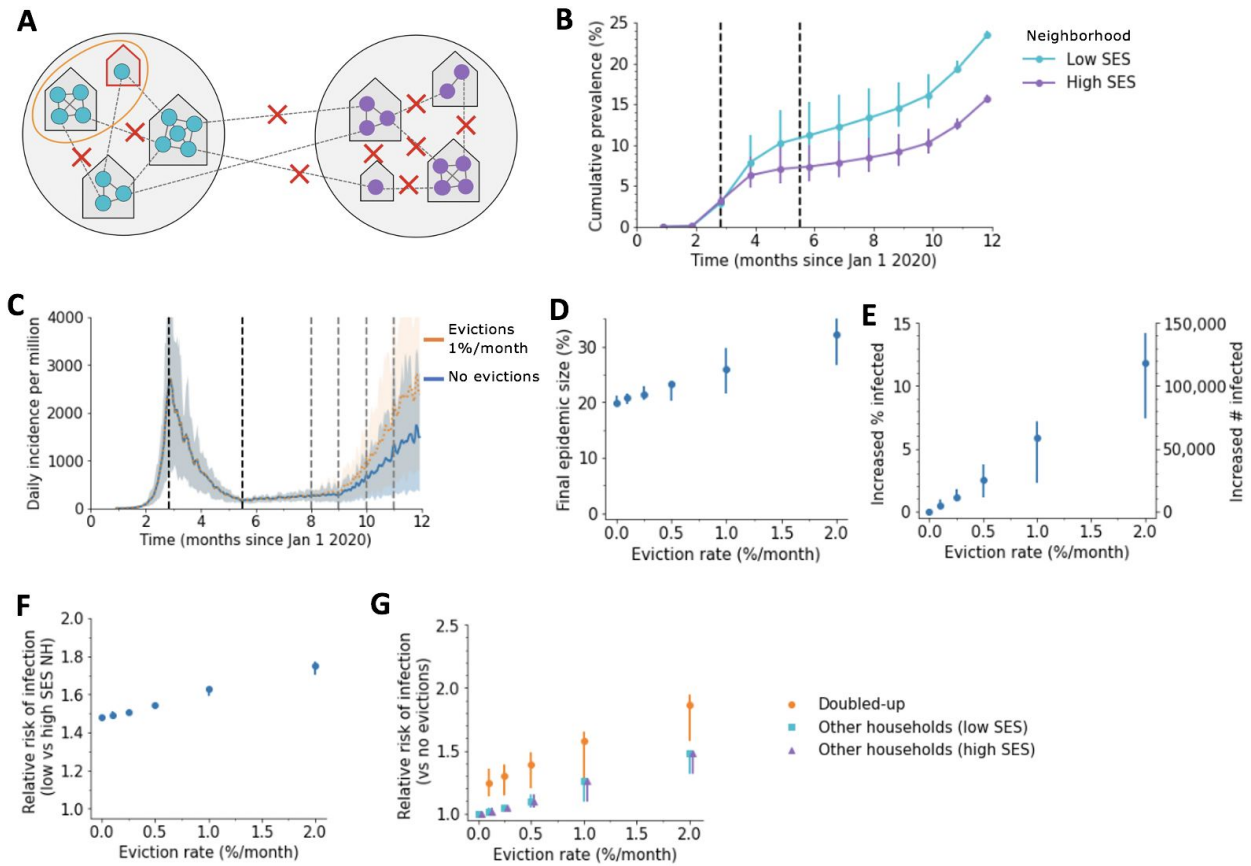 A
B
Cumulative prevalence (%)
25
20
15
10
5
0
0 2 4 6 8 10 12
Time (months since Jan 1 2020)
Neighborhood
Low SES
High SES
C
Daily incidence per million
4000
3000
2000
1000
0
0 2 4 6 8 10 12
Time (months since Jan 1 2020)
Evictions
1%/month
No evictions
D
Final epidemic size (%)
30
20
10
0
0.0 0.5 1.0 1.5 2.0
Eviction rate (%/month)
E
Increased % infected
15
10
5
0
0.0 0.5 1.0 1.5 2.0
Eviction rate (%/month)
150,000
100,000
50,000
0
Increased # infected
F
Relative risk of infection
(low vs high SES NH)
2.0
1.8
1.6
1.4
1.2
1.0
0.0 0.5 1.0 1.5 2.0
Eviction rate (%/month)
G
Relative risk of infection
(vs no evictions)
2.5
2.0
1.5
1.0
0.0 0.5 1.0 1.5 2.0
Eviction rate (%/month)
Doubled-up
Other households (low SES)
Other households (high SES)